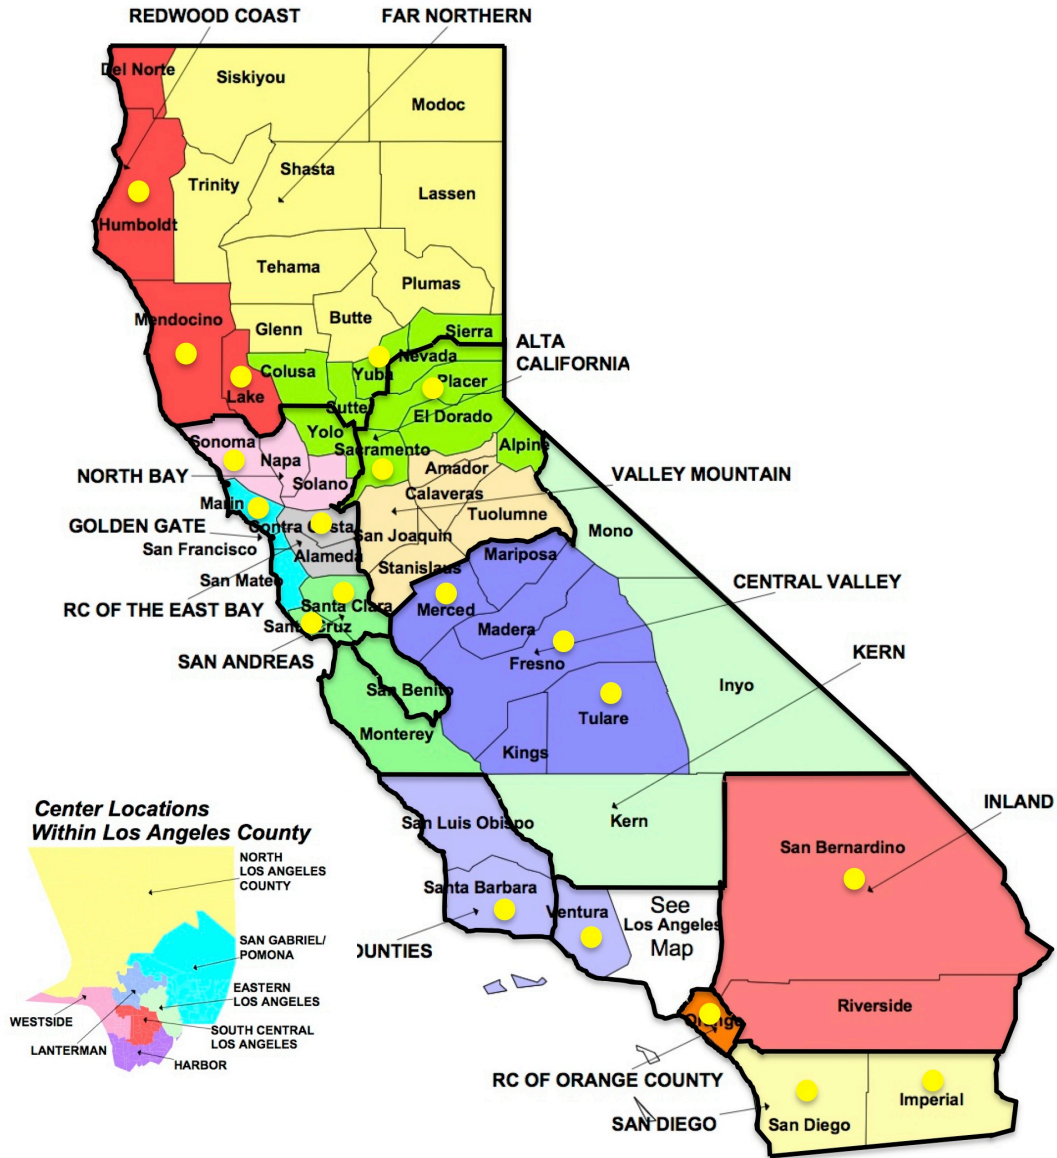 REDWOOD COAST
FAR NORTHERN
Del Norte
Siskiyou
Modoc
Shasta
Trinity
Lassen
Humboldt
Tehama
Plumas
Mendocino
Butte
Glenn
Sierra
ALTA
CALIFORNIA
Nevada
Colusa
Yuba
Placer
Lake
Sutter
El Dorado
Yolo
Sonoma
Sacramento
Alpine
Napa
Amador
NORTH BAY
Solano
VALLEY MOUNTAIN
Calaveras
Marin
Tuolumne
GOLDEN GATE
Contra Costa
San Joaquin
Mono
San Francisco
Alameda
Mariposa
Stanislaus
San Mateo
CENTRAL VALLEY
RC OF THE EAST BAY
Santa Clara
Merced
Santa Cruz
Madera
SAN ANDREAS
Fresno
KERN
San Benito
Inyo
Tulare
Monterey
Kings
INLAND
San Luis Obispo
Kern
San Bernardino
Santa Barbara
Ventura
See
Los Angeles
Map
OUNTIES
Riverside
Orange
RC OF ORANGE COUNTY
SAN DIEGO
San Diego
Imperial
Center Locations
Within Los Angeles County
NORTH
LOS ANGELES
COUNTY
SAN GABRIEL/
POMONA
EASTERN
LOS ANGELES
WESTSIDE
SOUTH CENTRAL
LOS ANGELES
LANTERMAN
HARBOR